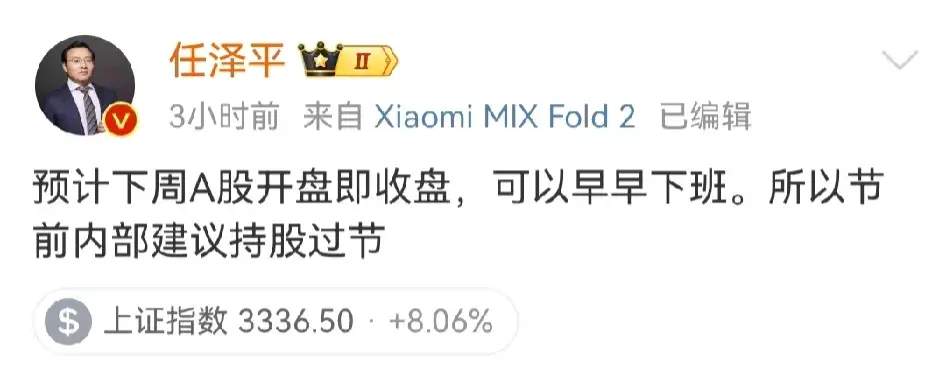 任泽平 II
3小时前 来自 Xiaomi MIX Fold 2 已编辑
预计下周A股开盘即收盘，可以早早下班。所以节
前内部建议持股过节
$ 上证指数 3336.50 · +8.06%